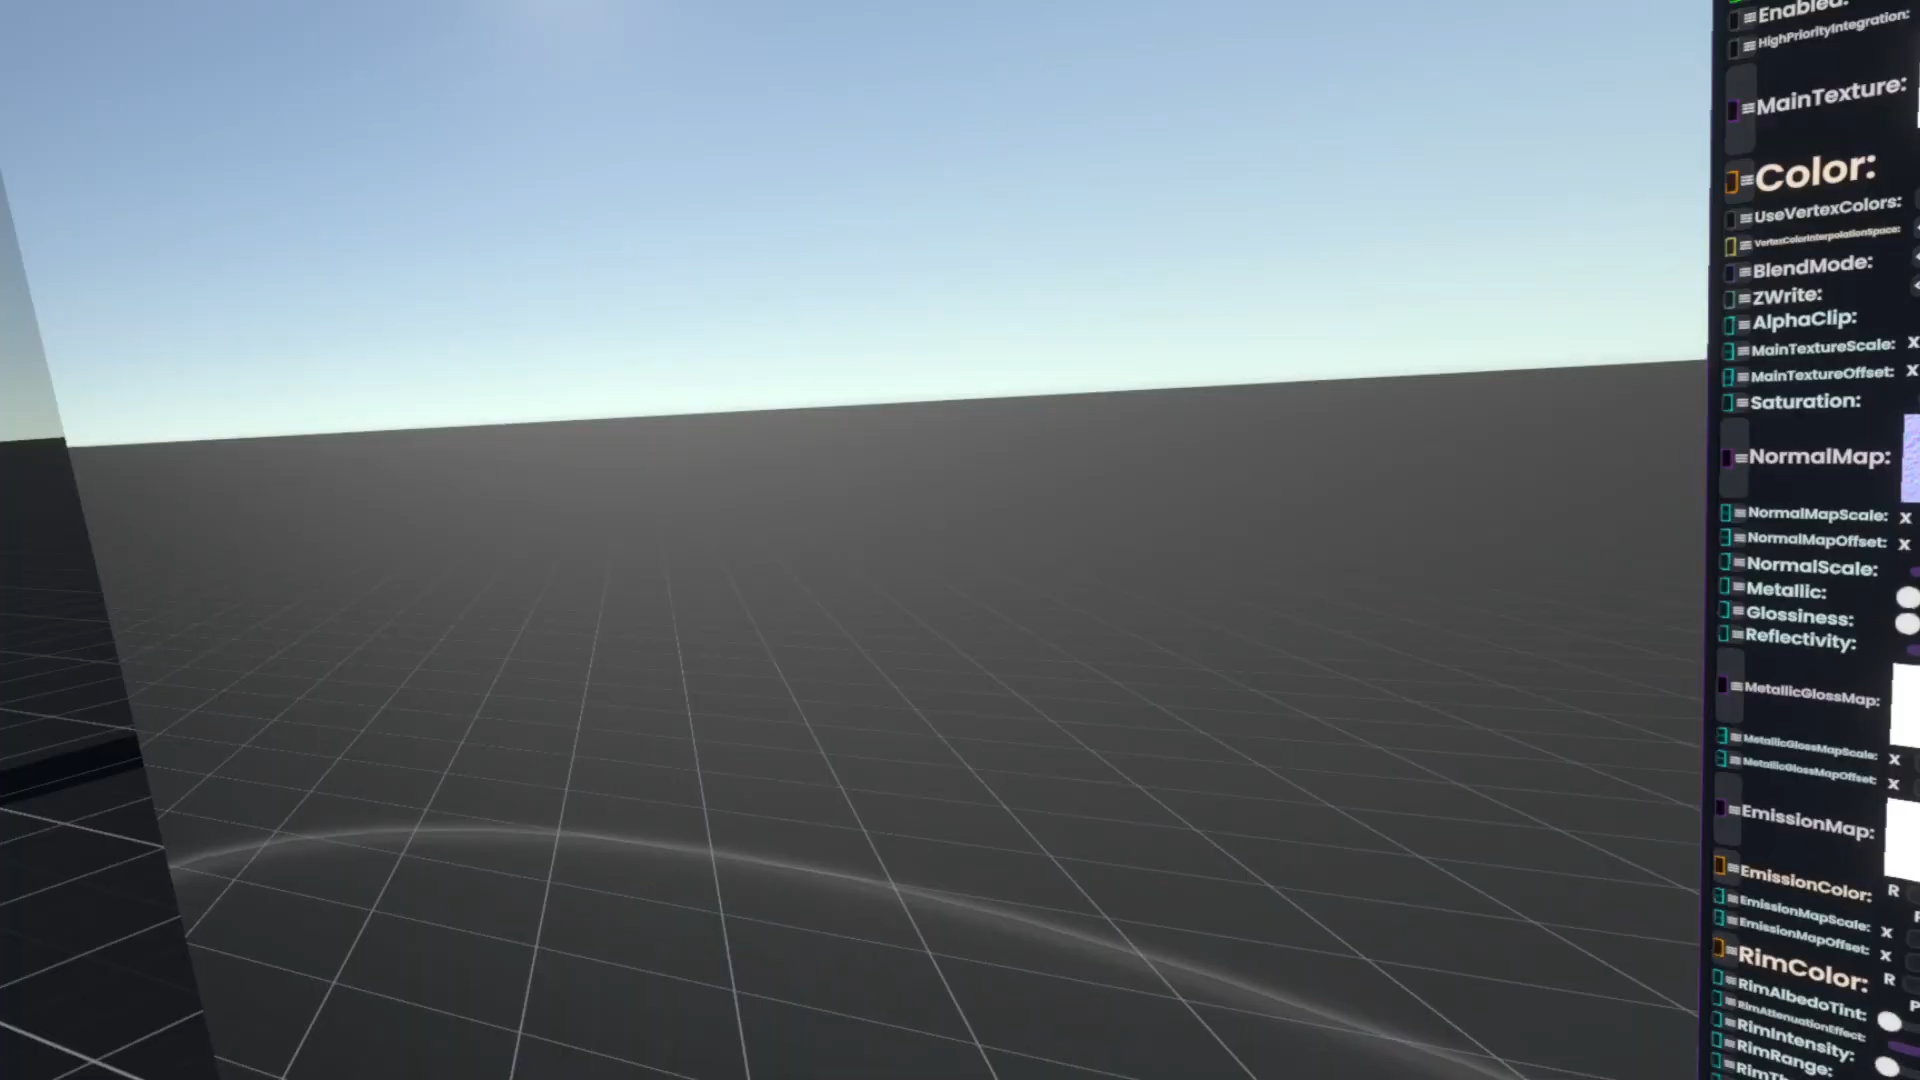 Enabled:
HighPriorityIntegration:
MainTexture:
Color:
UseVertexColors:
VertexColorInterpolationSpace:
BlendMode:
ZWrite:
AlphaClip:
MainTextureScale: X
MainTextureOffset: X
Saturation:
NormalMap:
NormalMapScale: X
NormalMapOffset: X
NormalScale:
Metallic:
Glossiness:
Reflectivity:
MetallicGlossMap:
MetallicGlossMapScale: X
MetallicGlossMapOffset: X
EmissionMap:
EmissionColor: R
EmissionMapScale: X
EmissionMapOffset: X
RimColor: R
RimAlbedoTint:
RimAttenuationEffect:
RimIntensity:
RimRange: